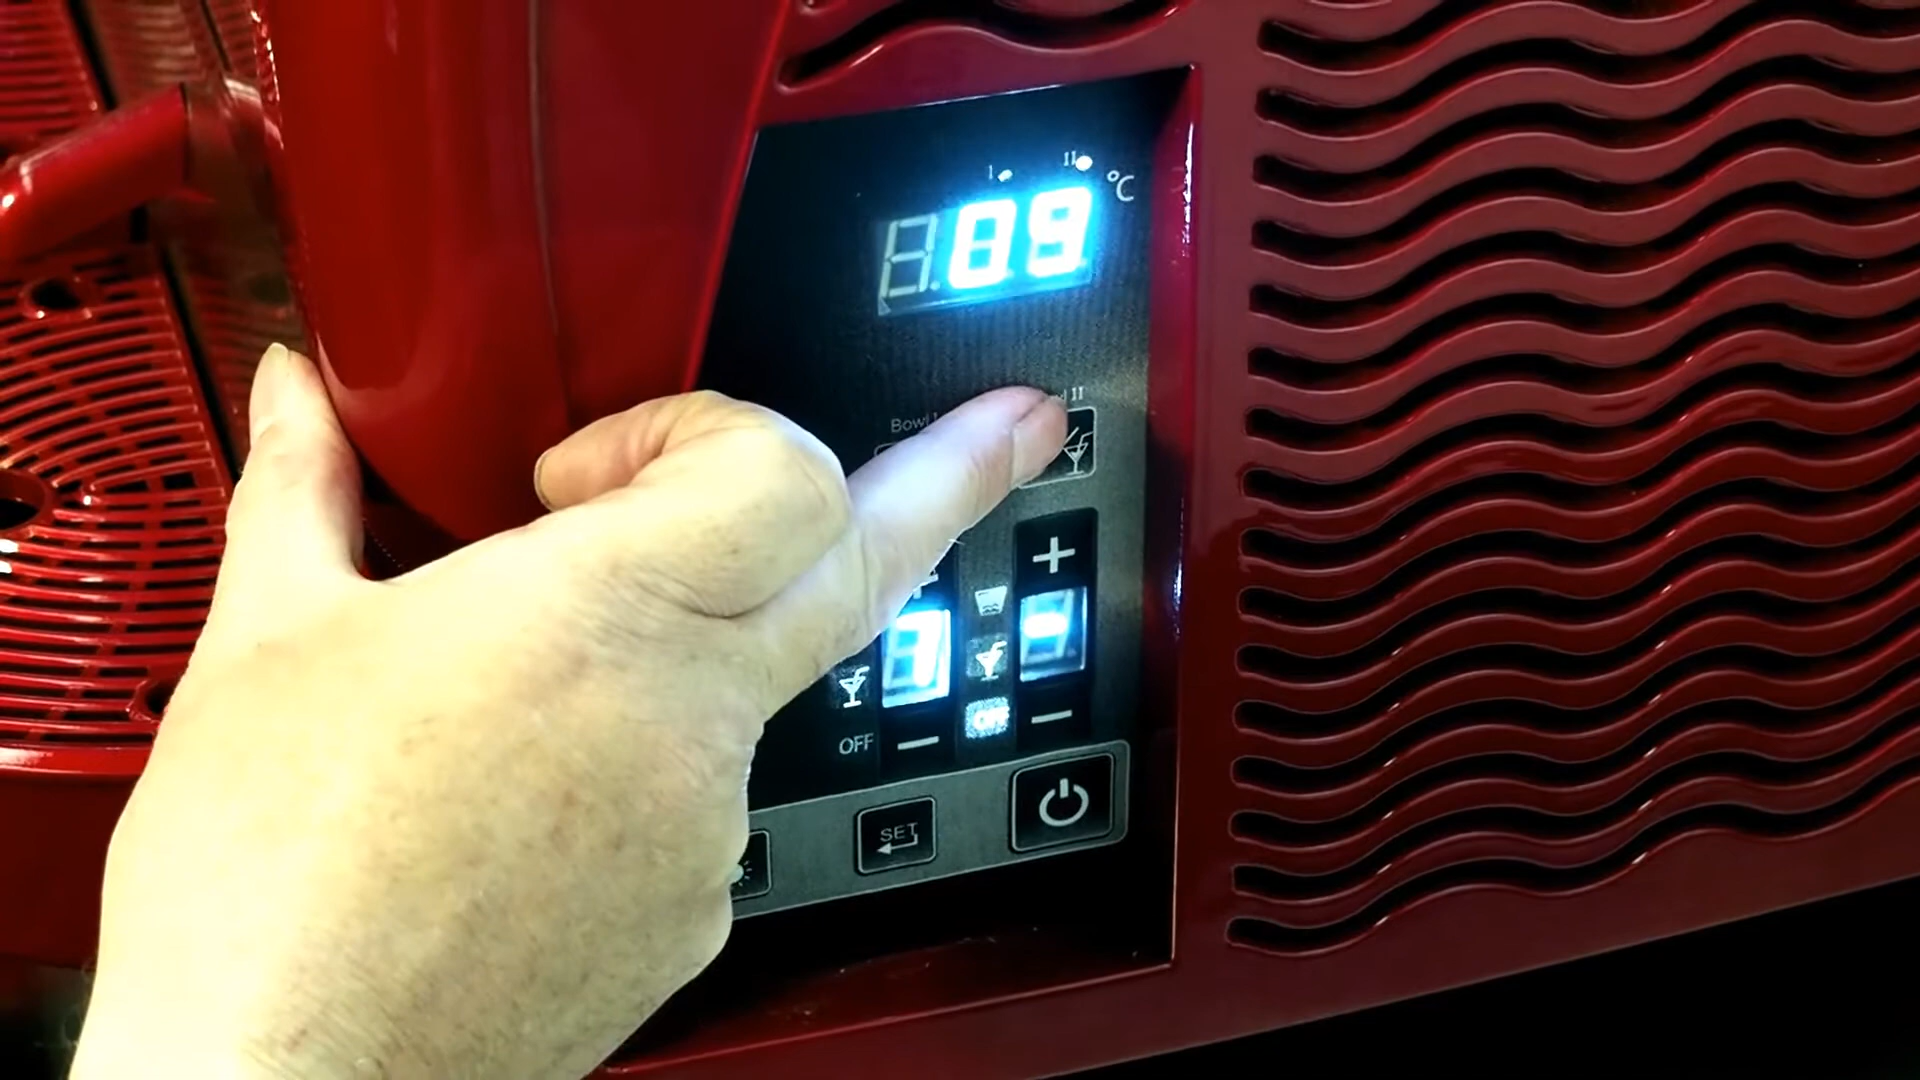 I II
°C
09
Bowl II
+
7
OFF OFF
— —
SET